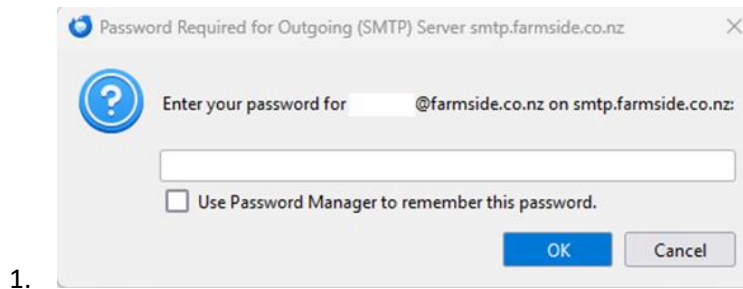 Password Required for Outgoing (SMTP) Server smtp.farmside.co.nz
Enter your password for @farmside.co.nz on smtp.farmside.co.nz:
Use Password Manager to remember this password.
OK Cancel
1.